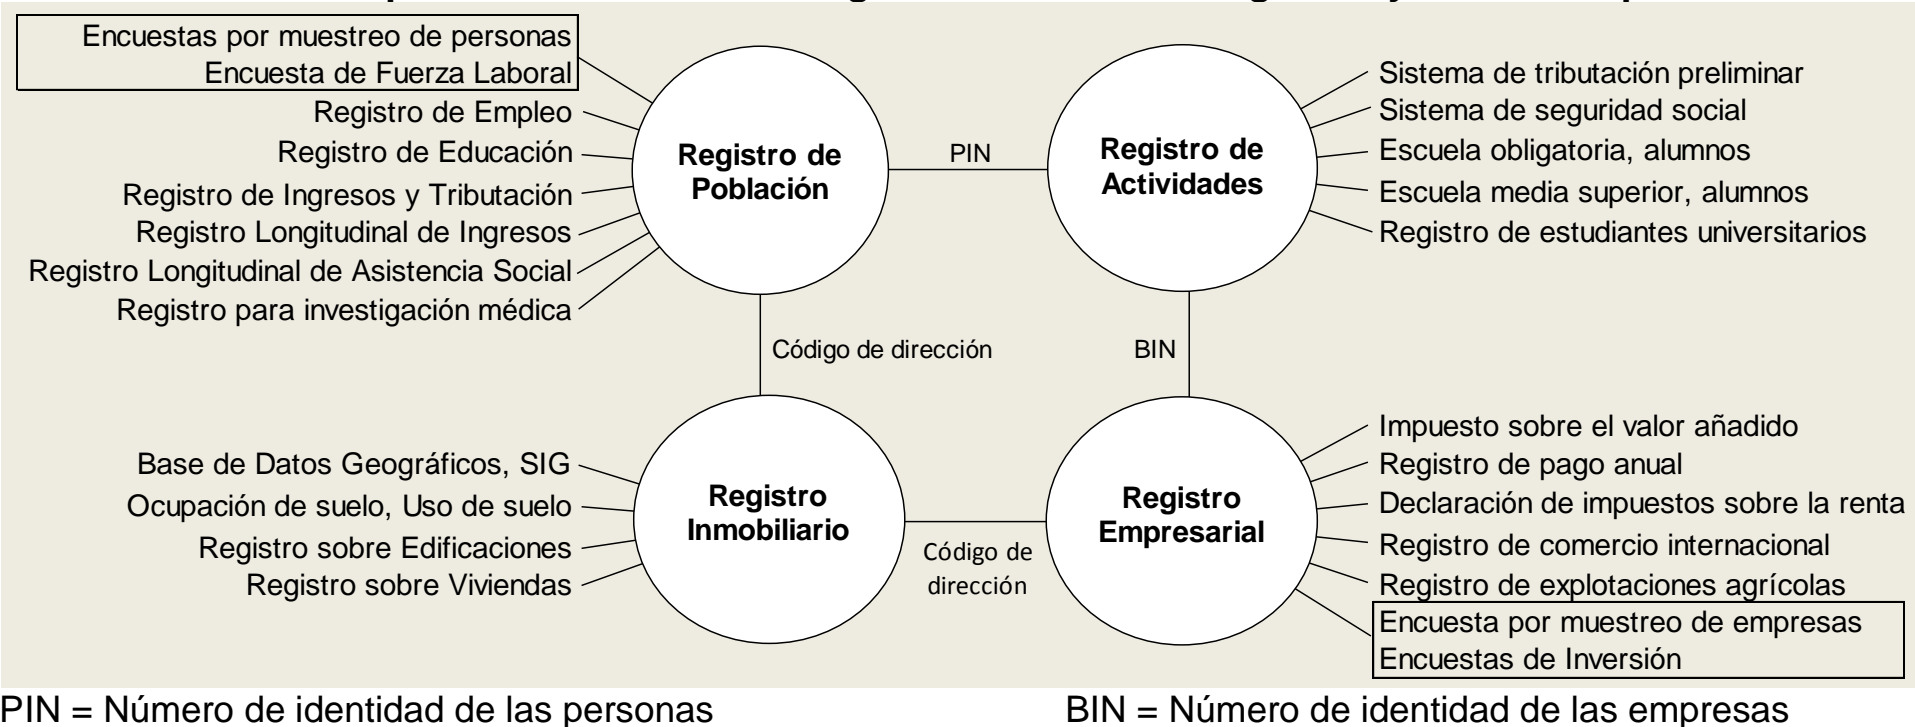 Encuestas por muestreo de personas
Encuesta de Fuerza Laboral
Registro de Empleo
Registro de Educación
Registro de Ingresos y Tributación
Registro Longitudinal de Ingresos
Registro Longitudinal de Asistencia Social
Registro para investigación médica
Registro de
Población
PIN
Registro de
Actividades
Sistema de tributación preliminar
Sistema de seguridad social
Escuela obligatoria, alumnos
Escuela media superior, alumnos
Registro de estudiantes universitarios
Código de dirección
BIN
Base de Datos Geográficos, SIG
Ocupación de suelo, Uso de suelo
Registro sobre Edificaciones
Registro sobre Viviendas
Registro
Inmobiliario
Código de
dirección
Registro
Empresarial
Impuesto sobre el valor añadido
Registro de pago anual
Declaración de impuestos sobre la renta
Registro de comercio internacional
Registro de explotaciones agrícolas
Encuesta por muestreo de empresas
Encuestas de Inversión
PIN = Número de identidad de las personas
BIN = Número de identidad de las empresas